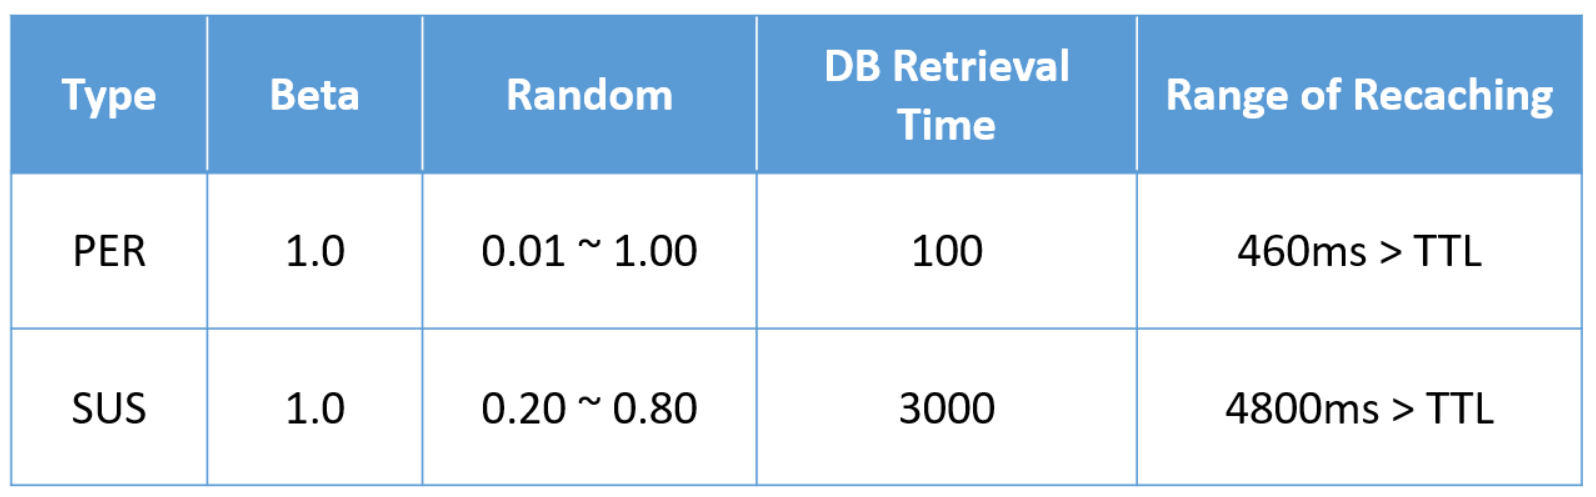 Type Beta Random DB Retrieval Time Range of Recaching
PER 1.0 0.01 ~ 1.00 100 460ms > TTL
SUS 1.0 0.20 ~ 0.80 3000 4800ms > TTL